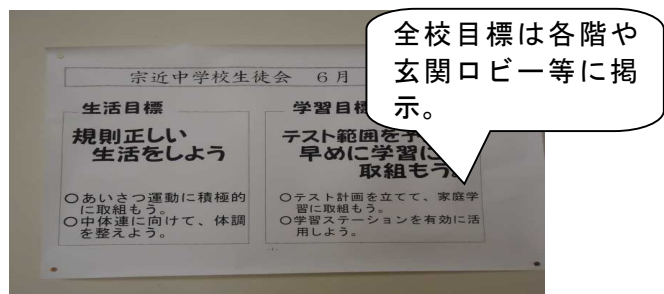 全校目標は各階や
玄関ロビー等に掲
示。
宗近中学校生徒会 6月
生活目標
規則正しい
生活をしよう
○あいさつ運動に積極的
に取組もう。
○中体連に向けて、体調
を整えよう。
学習目標
テスト範囲を
早めに学習に
取組もう。
○テスト計画を立てて、家庭学
習に取組もう。
○学習ステーションを有効に活
用しよう。